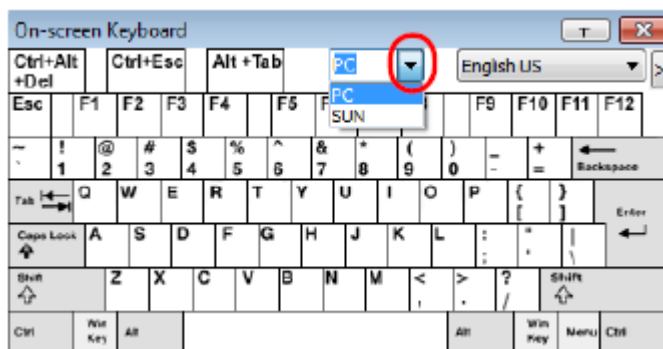 On-screen Keyboard T X
Ctrl+Alt +Del Ctrl+Esc Alt +Tab PC English US >
PC
SUN
Esc F1 F2 F3 F4 F5 F9 F10 F11 F12
~ ` ! 1 @ 2 # 3 $ 4 % 5 ^ 6 & 7 * 8 ( 9 ) 0 _ - + = Backspace
Tab Q W E R T Y U I O P { [ } ] Enter
Caps Lock A S D F G H J K L : ; " ' | \
Shift Z X C V B N M < , > . ? / Shift
Ctrl Win Key Alt Alt Win Key Menu Ctrl